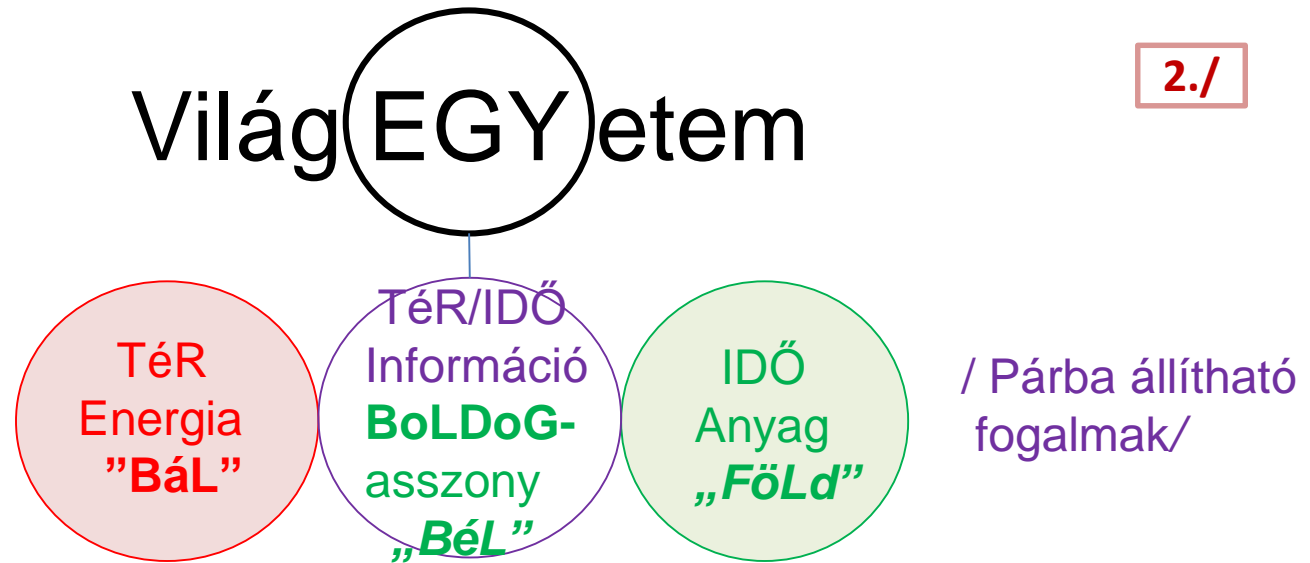 VilágEGYetem
2./
TéR
Energia
”BáL”
TéR/IDŐ
Információ
BoLDoG-
asszony
„BéL”
IDŐ
Anyag
„FöLd”
/ Párba állítható
fogalmak/